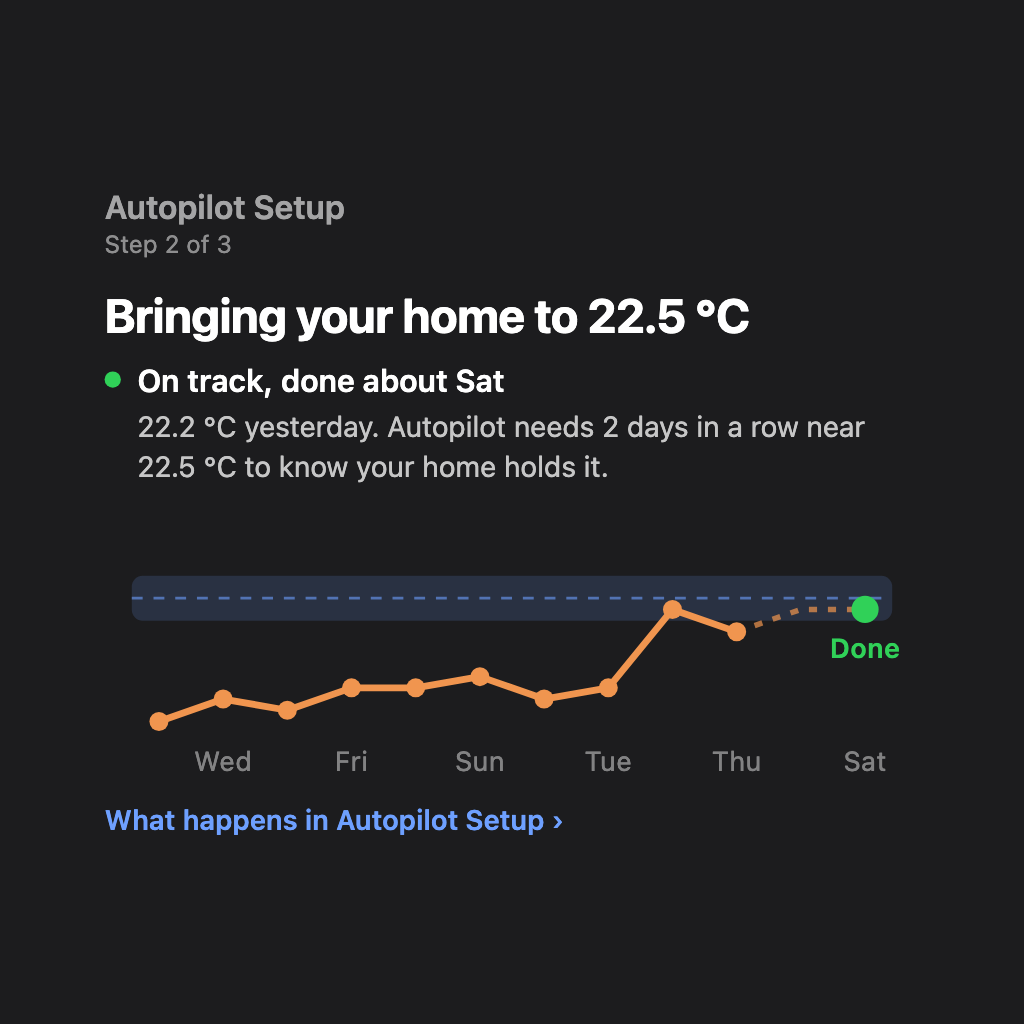 Autopilot Setup
Step 2 of 3
Bringing your home to 22.5 °C
On track, done about Sat
22.2 °C yesterday. Autopilot needs 2 days in a row near
22.5 °C to know your home holds it.
Done
Wed Fri Sun Tue Thu Sat
What happens in Autopilot Setup ›